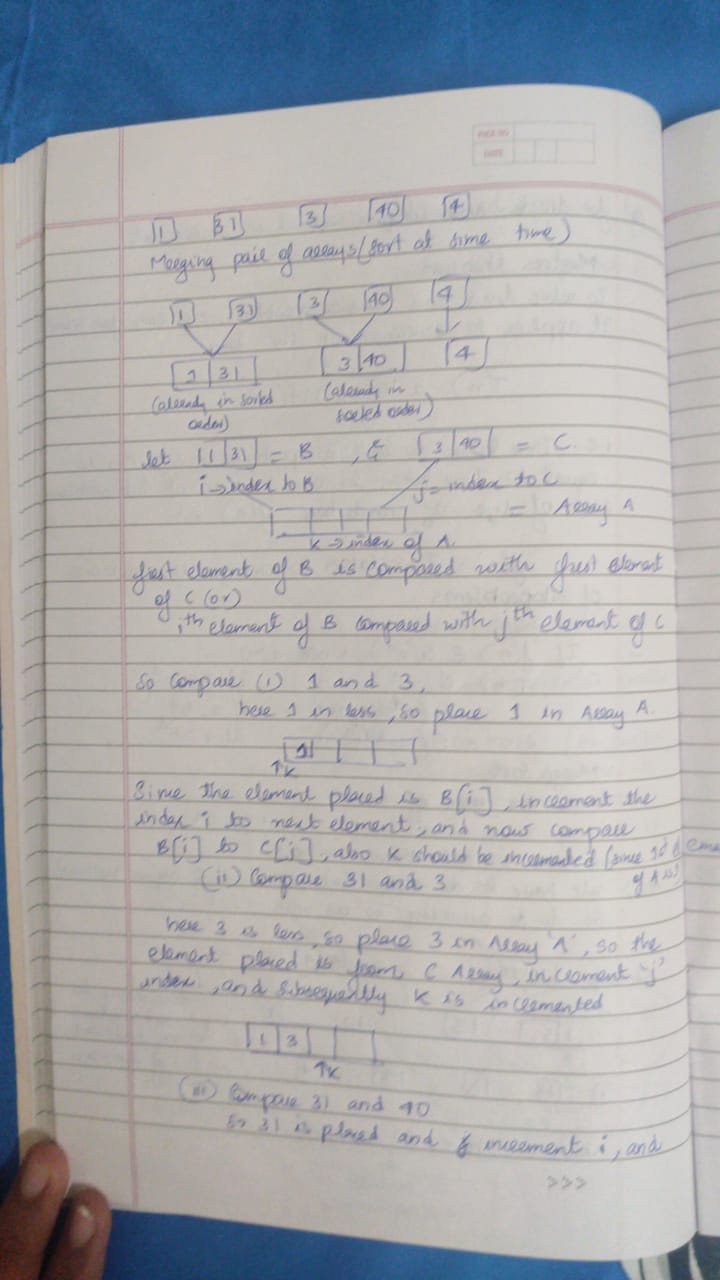 PAGE NO
DATE
1 31 3 40 4
Merging pair of arrays (sort at same time)
1 31 3 40 4
1 31 3 40 4
(already in sorted order)
(already in sorted order)
let 1 31 = B , & 3 40 = C
i → index to B
j = index to C
= Array A
k → index of A.
first element of B is compared with first element
of C (or)
ith element of B compared with jth element of C
So compare (i) 1 and 3,
here 1 in less, so place 1 in Array A.
1
↑k
Since the element placed is B[i], increment the
index i to next element, and now compare
B[i] to C[j], also k should be incremented (since
of A
(ii) Compare 31 and 3
here 3 is less, so place 3 in Array 'A', so the
element placed is from C Array, increment 'j'
index, and subsequently k is incremented
1 3
↑k
(iii) Compare 31 and 40
So 31 is placed and increment i, and
>>>